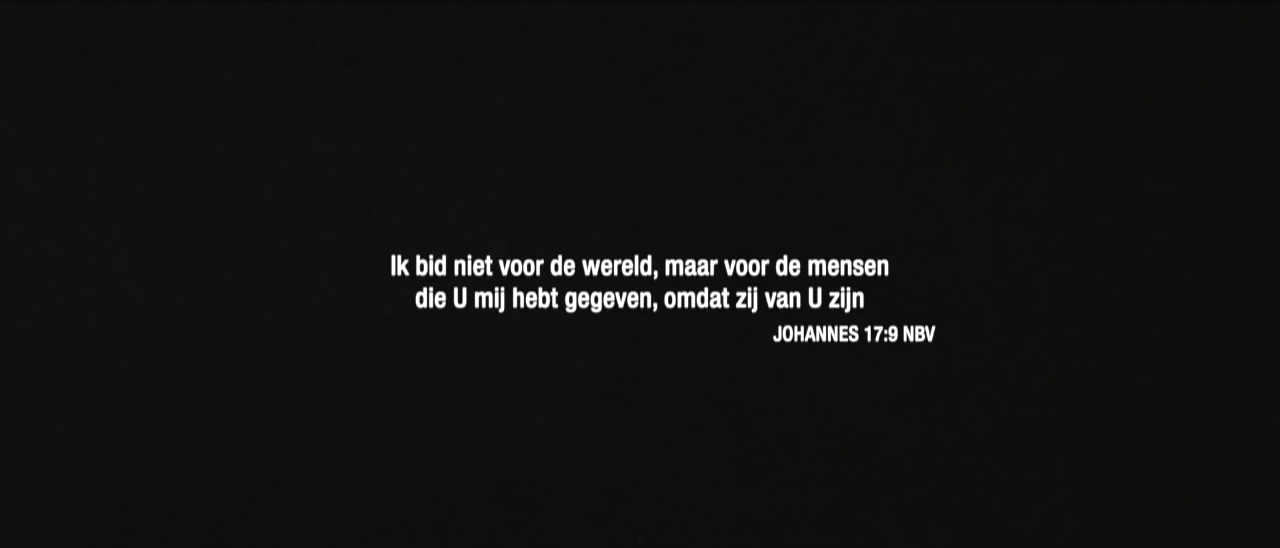 Ik bid niet voor de wereld, maar voor de mensen
die U mij hebt gegeven, omdat zij van U zijn
JOHANNES 17:9 NBV